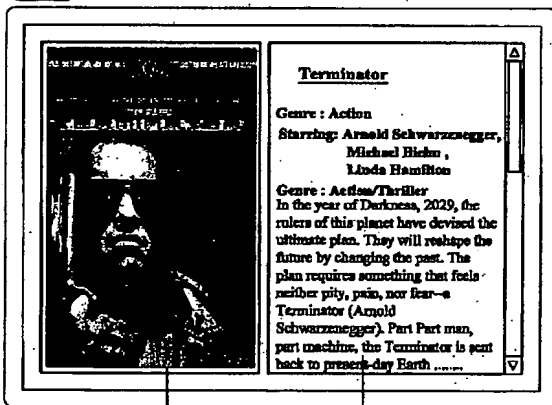 Terminator
Genre : Action
Starring: Arnold Schwarzenegger,
Michael Biehn ,
Linda Hamilton
Genre : Action/Thriller
In the year of Darkness, 2029, the
rulers of this planet have devised the
ultimate plan. They will reshape the
future by changing the past. The
plan requires something that feels
neither pity, pain, nor fear--a
Terminator (Arnold
Schwarzenegger). Part Part man,
part machine, the Terminator is sent
back to present-day Earth ........